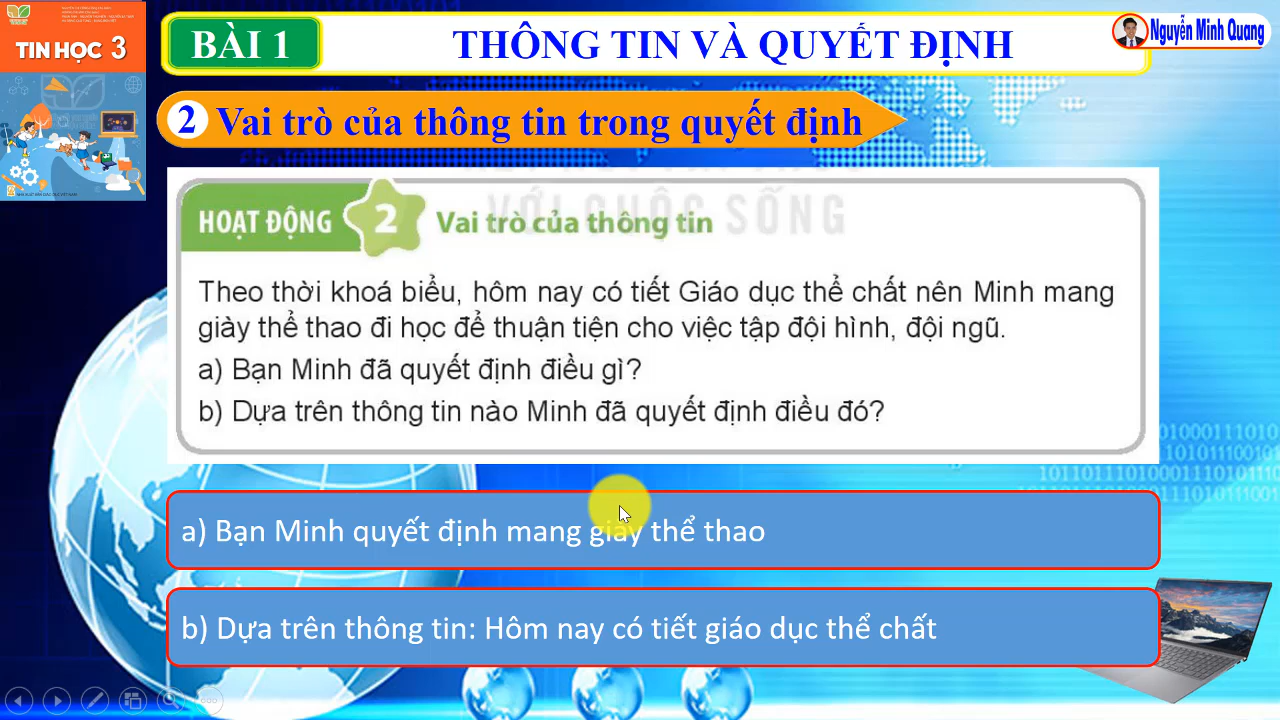 TIN HỌC 3
BÀI 1
THÔNG TIN VÀ QUYẾT ĐỊNH
Nguyễn Minh Quang
2 Vai trò của thông tin trong quyết định
VỚI CUỘC SỐNG
HOẠT ĐỘNG 2 Vai trò của thông tin
Theo thời khoá biểu, hôm nay có tiết Giáo dục thể chất nên Minh mang
giày thể thao đi học để thuận tiện cho việc tập đội hình, đội ngũ.
a) Bạn Minh đã quyết định điều gì?
b) Dựa trên thông tin nào Minh đã quyết định điều đó?
a) Bạn Minh quyết định mang giày thể thao
b) Dựa trên thông tin: Hôm nay có tiết giáo dục thể chất